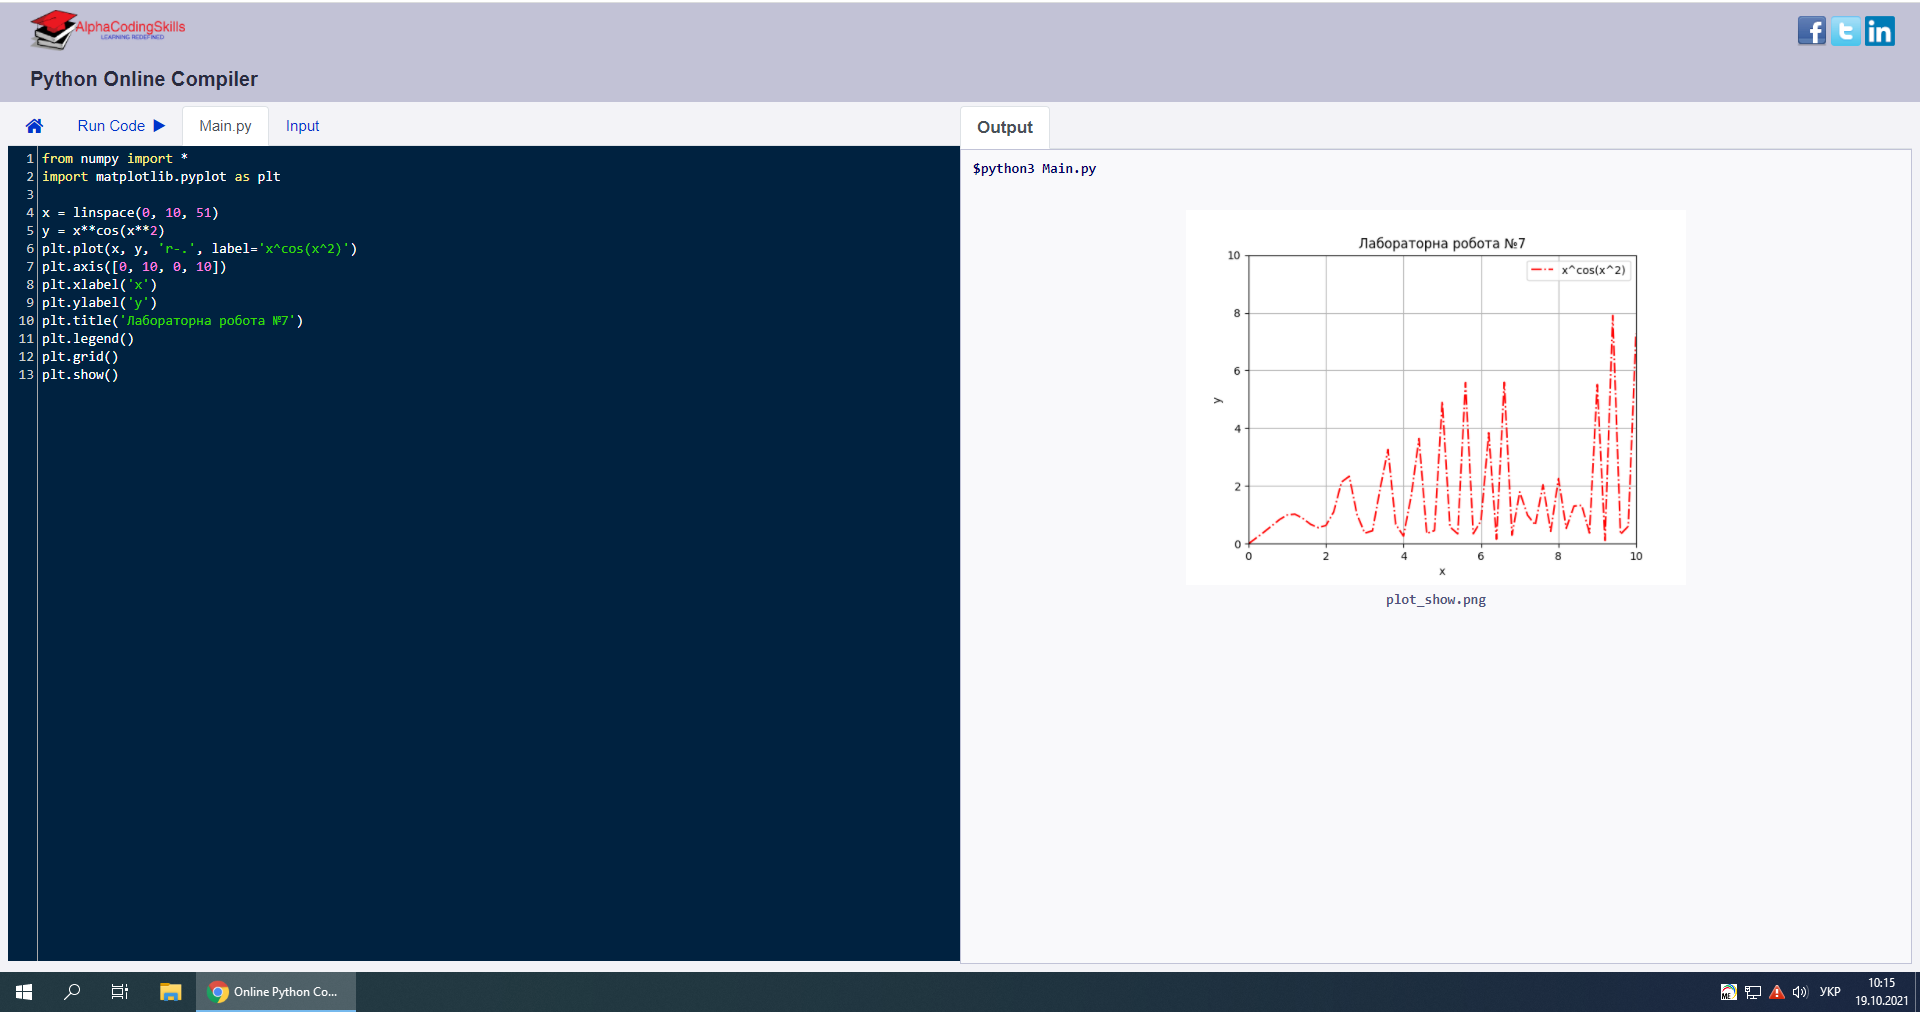 AlphaCodingSkills
LEARNING REDEFINED
Python Online Compiler
Run Code
Main.py
Input
Output
1 from numpy import *
2 import matplotlib.pyplot as plt
3
4 x = linspace(0, 10, 51)
5 y = x**cos(x**2)
6 plt.plot(x, y, 'r-.', label='x^cos(x^2)')
7 plt.axis([0, 10, 0, 10])
8 plt.xlabel('x')
9 plt.ylabel('y')
10 plt.title('Лабораторна робота №7')
11 plt.legend()
12 plt.grid()
13 plt.show()
$python3 Main.py
Лабораторна робота №7
x^cos(x^2)
10
8
6
4
2
0
y
0 2 4 6 8 10
x
plot_show.png
Online Python Co...
ME
УКР
10:15
19.10.2021